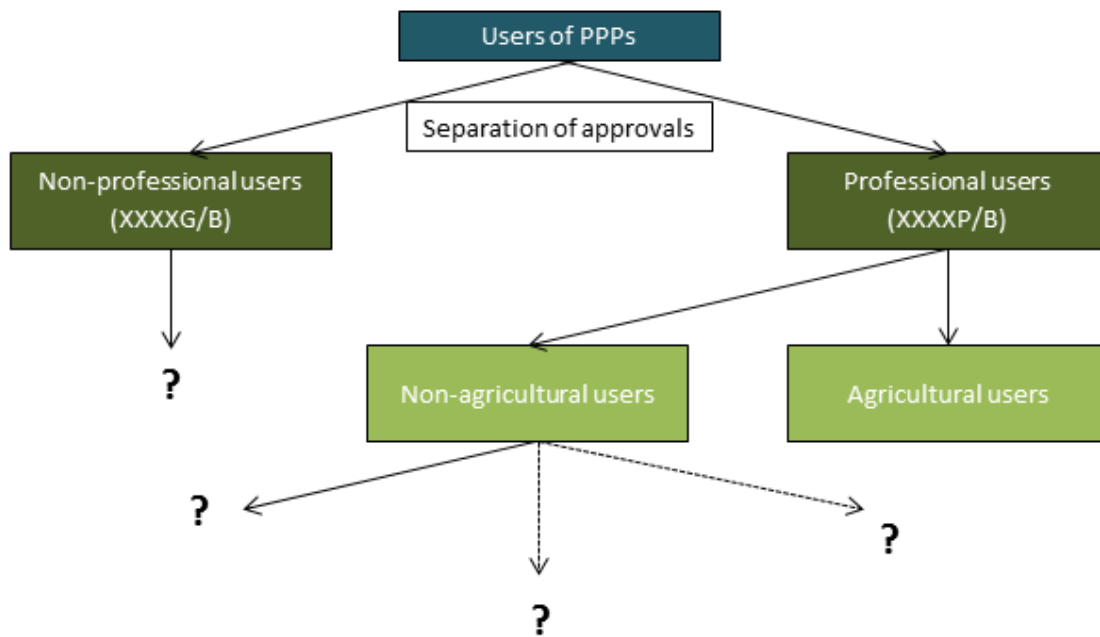 Users of PPPs
Separation of approvals
Non-professional users
(XXXXG/B)
Professional users
(XXXXP/B)
?
Non-agricultural users
Agricultural users
?
?
?